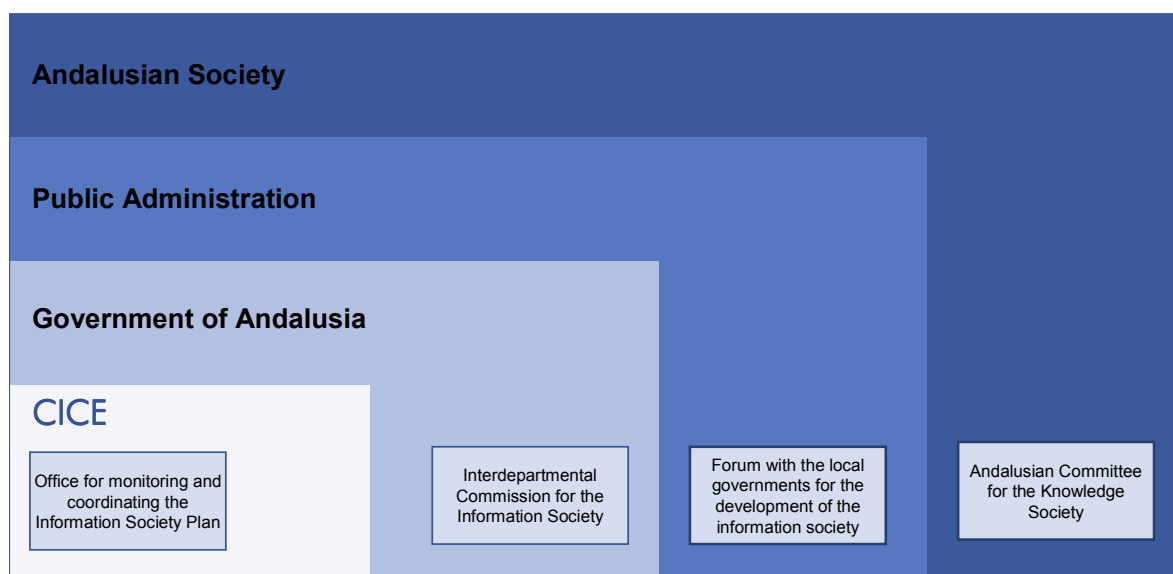 Andalusian Society
Public Administration
Government of Andalusia
CICE
Office for monitoring and
coordinating the
Information Society Plan
Interdepartmental
Commission for the
Information Society
Forum with the local
governments for the
development of the
information society
Andalusian Committee
for the Knowledge
Society